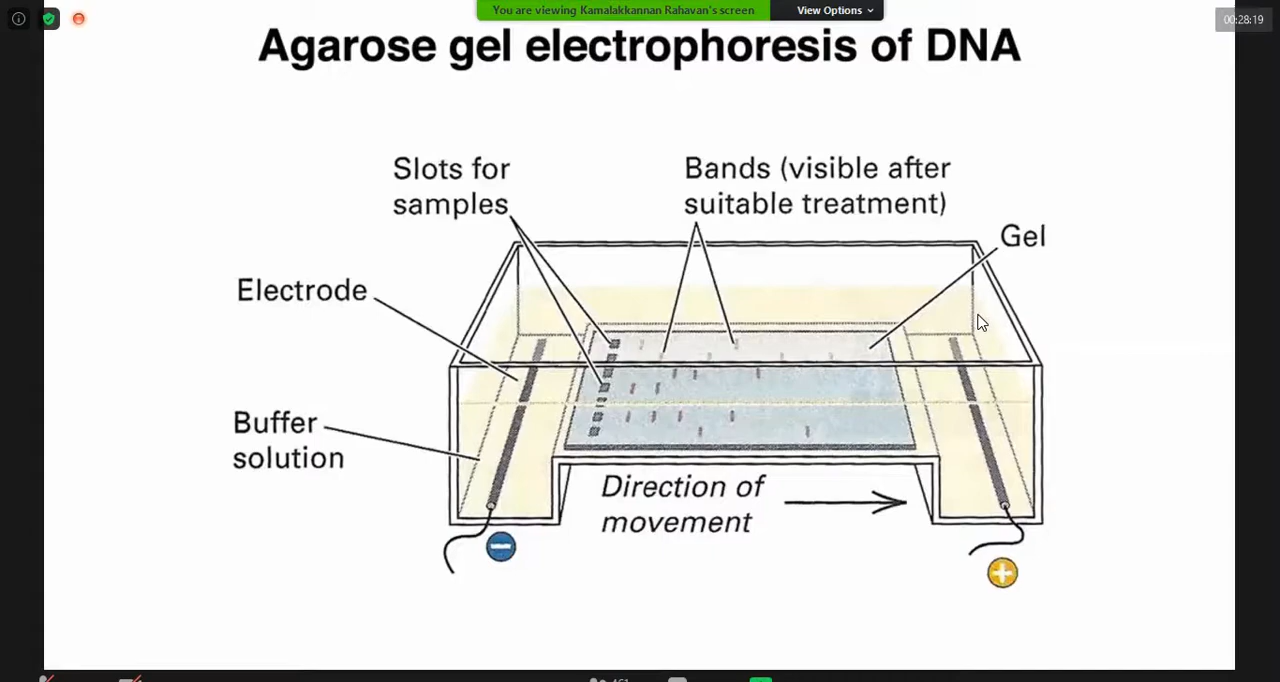 You are viewing Kamalakkannan Rahavan's screen
View Options
00:28:19
Agarose gel electrophoresis of DNA
Slots for
samples
Bands (visible after
suitable treatment)
Gel
Electrode
Buffer
solution
Direction of
movement